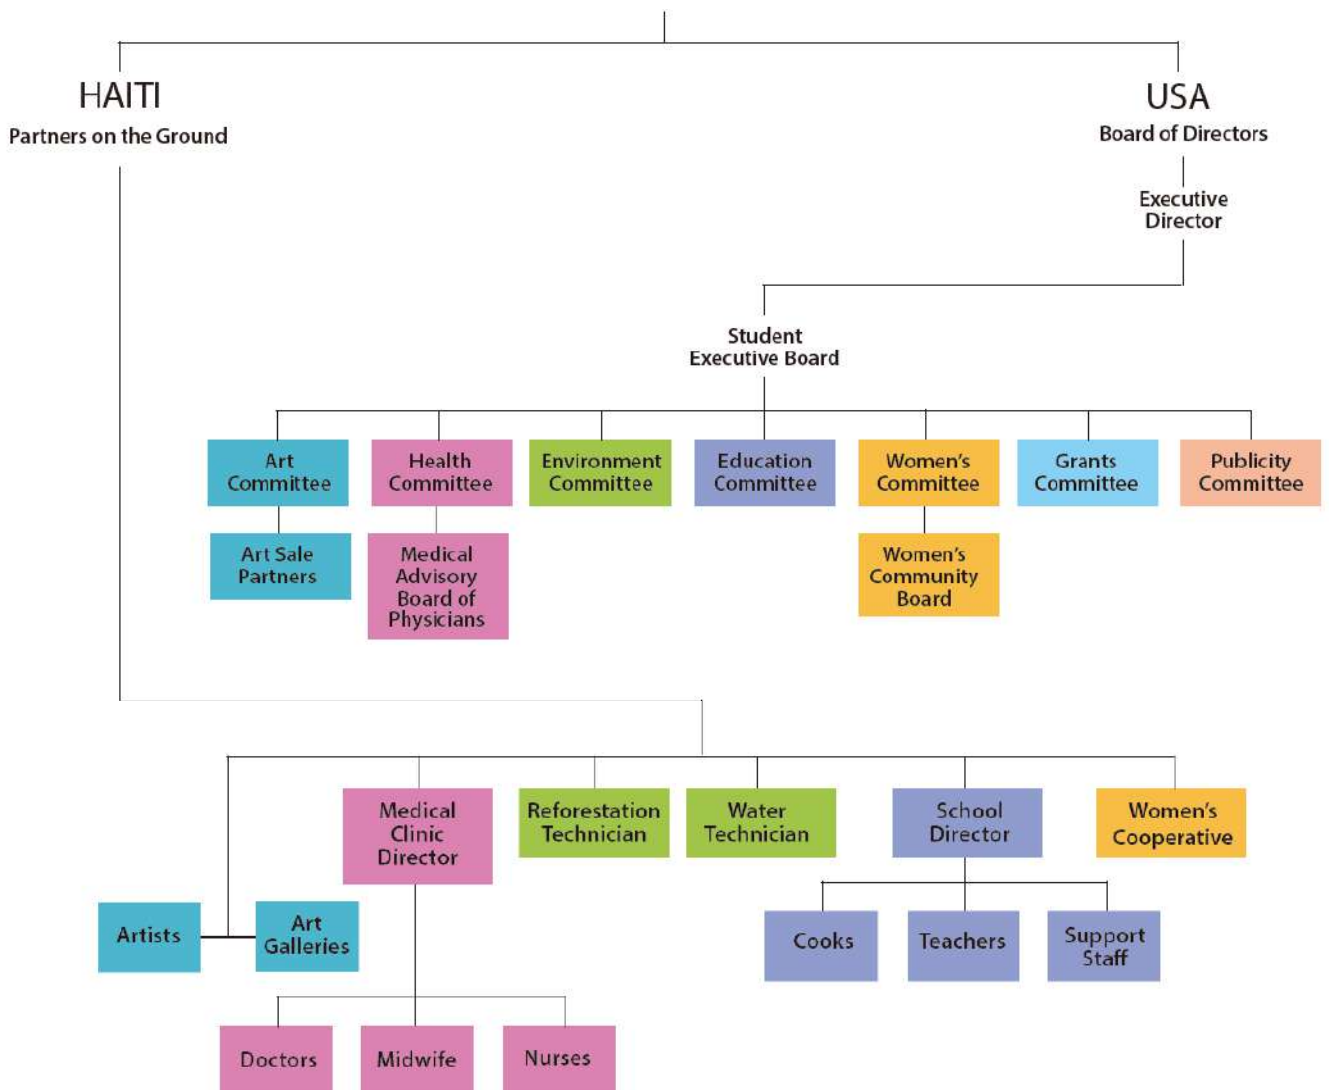 HAITI
Partners on the Ground
USA
Board of Directors
Executive
Director
Student
Executive Board
Art
Committee
Health
Committee
Environment
Committee
Education
Committee
Women's
Committee
Grants
Committee
Publicity
Committee
Art Sale
Partners
Medical
Advisory
Board of
Physicians
Women's
Community
Board
Medical
Clinic
Director
Reforestation
Technician
Water
Technician
School
Director
Women's
Cooperative
Artists
Art
Galleries
Cooks
Teachers
Support
Staff
Doctors
Midwife
Nurses